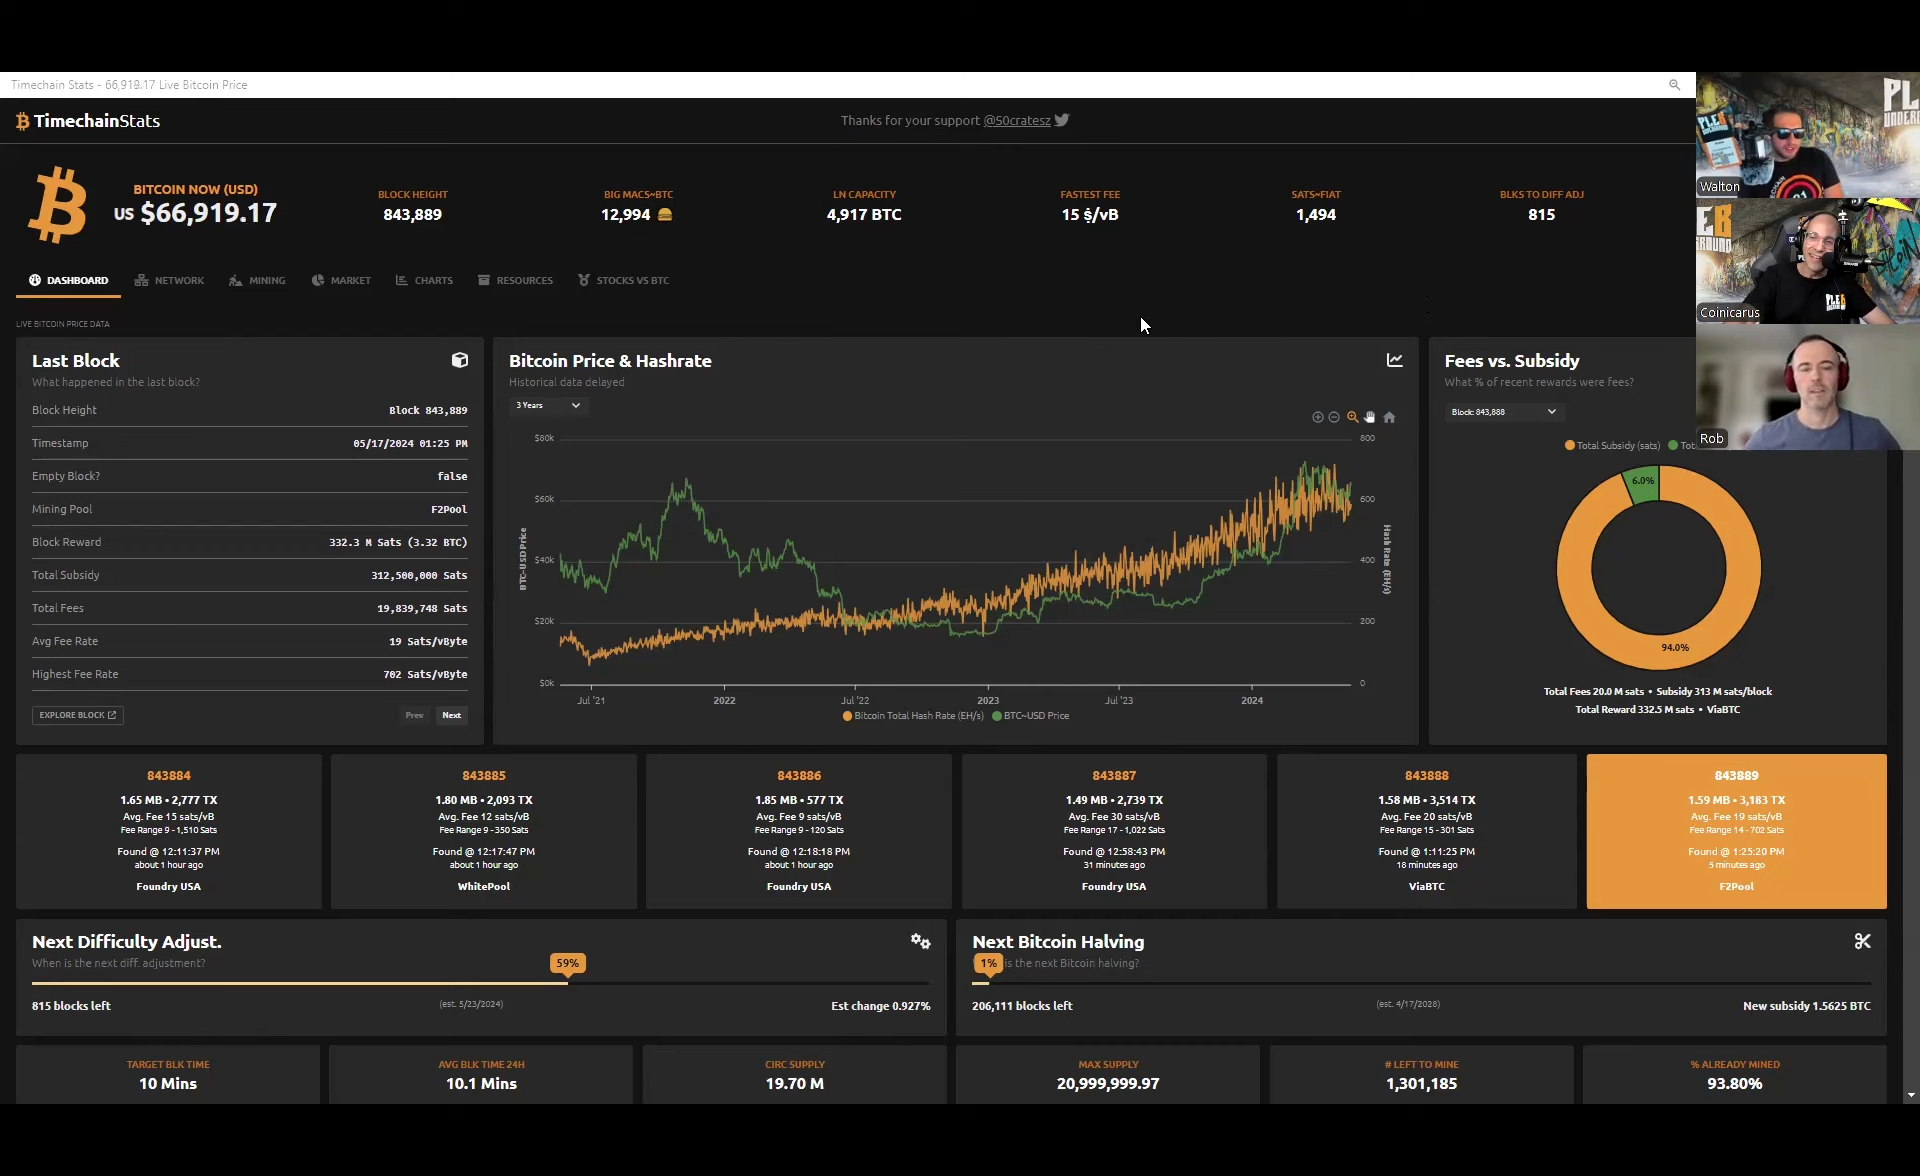 Timechain Stats - 66,918.17 Live Bitcoin Price
TimechainStats
Thanks for your support @S0cratesz
BITCOIN NOW (USD)
US $66,919.17
BLOCK HEIGHT
843,889
BIG MACS~BTC
12,994
LN CAPACITY
4,917 BTC
FASTEST FEE
15 ṩ/vB
SATS~FIAT
1,494
BLKS TO DIFF ADJ
815
DASHBOARD NETWORK MINING MARKET CHARTS RESOURCES STOCKS VS BTC
LIVE BITCOIN PRICE DATA
Last Block
What happened in the last block?
Block Height Block 843,889
Timestamp 05/17/2024 01:25 PM
Empty Block? false
Mining Pool F2Pool
Block Reward 332.3 M Sats (3.32 BTC)
Total Subsidy 312,500,000 Sats
Total Fees 19,839,748 Sats
Avg Fee Rate 19 Sats/vByte
Highest Fee Rate 702 Sats/vByte
EXPLORE BLOCK Prev Next
Bitcoin Price & Hashrate
Historical data delayed
3 Years
$80k
$60k
$40k
$20k
$0k
BTC~USD Price
800
600
400
200
0
Hash Rate (EH/s)
Jul '21 2022 Jul '22 2023 Jul '23 2024
Bitcoin Total Hash Rate (EH/s) BTC~USD Price
Fees vs. Subsidy
What % of recent rewards were fees?
Block: 843,888
Total Subsidy (sats) Tot
6.0%
94.0%
Total Fees 20.0 M sats • Subsidy 313 M sats/block
Total Reward 332.5 M sats • ViaBTC
Walton
Coinicarus
Rob
843884
1.65 MB • 2,777 TX
Avg. Fee 15 sats/vB
Fee Range 9 - 1,510 Sats
Found @ 12:11:37 PM
about 1 hour ago
Foundry USA
843885
1.80 MB • 2,093 TX
Avg. Fee 12 sats/vB
Fee Range 9 - 350 Sats
Found @ 12:17:47 PM
about 1 hour ago
WhitePool
843886
1.85 MB • 577 TX
Avg. Fee 9 sats/vB
Fee Range 9 - 120 Sats
Found @ 12:18:18 PM
about 1 hour ago
Foundry USA
843887
1.49 MB • 2,739 TX
Avg. Fee 30 sats/vB
Fee Range 17 - 1,022 Sats
Found @ 12:58:43 PM
31 minutes ago
Foundry USA
843888
1.58 MB • 3,514 TX
Avg. Fee 20 sats/vB
Fee Range 15 - 301 Sats
Found @ 1:11:25 PM
18 minutes ago
ViaBTC
843889
1.59 MB • 3,183 TX
Avg. Fee 19 sats/vB
Fee Range 14 - 702 Sats
Found @ 1:25:20 PM
5 minutes ago
F2Pool
Next Difficulty Adjust.
When is the next diff. adjustment?
59%
815 blocks left (est. 5/23/2024) Est change 0.927%
Next Bitcoin Halving
1% is the next Bitcoin halving?
206,111 blocks left (est. 4/17/2028) New subsidy 1.5625 BTC
TARGET BLK TIME
10 Mins
AVG BLK TIME 24H
10.1 Mins
CIRC SUPPLY
19.70 M
MAX SUPPLY
20,999,999.97
# LEFT TO MINE
1,301,185
% ALREADY MINED
93.80%